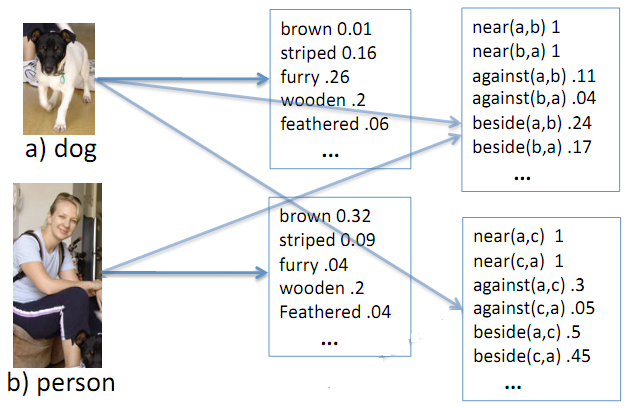 a) dog
brown 0.01
striped 0.16
furry .26
wooden .2
feathered .06
...
near(a,b) 1
near(b,a) 1
against(a,b) .11
against(b,a) .04
beside(a,b) .24
beside(b,a) .17
...
b) person
brown 0.32
striped 0.09
furry .04
wooden .2
Feathered .04
...
near(a,c) 1
near(c,a) 1
against(a,c) .3
against(c,a) .05
beside(a,c) .5
beside(c,a) .45
...